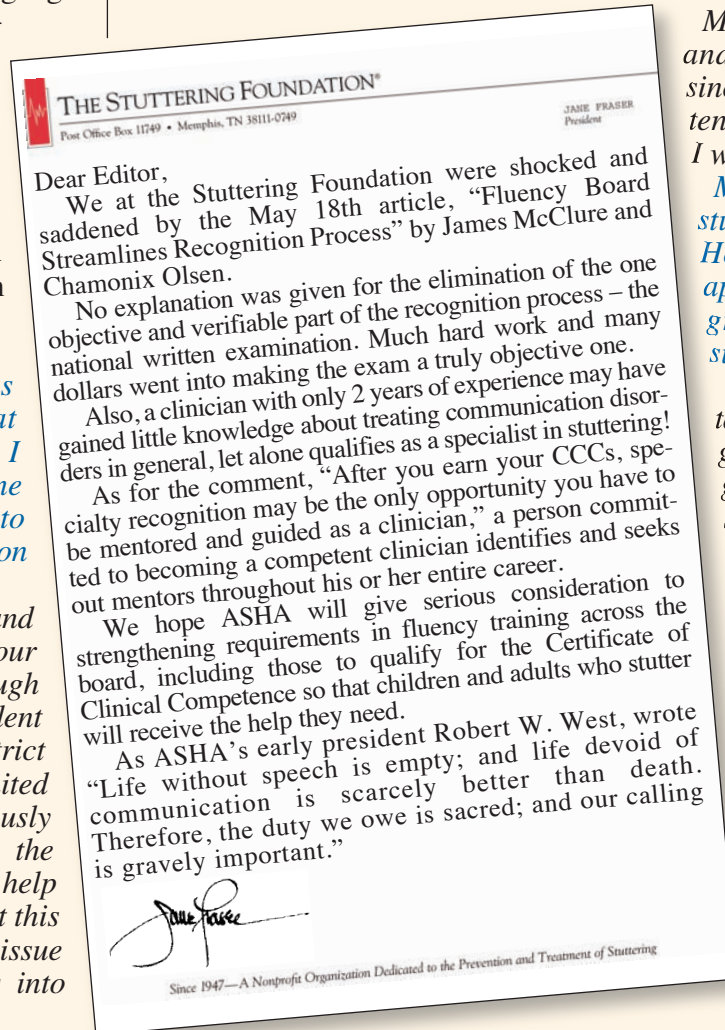 THE STUTTERING FOUNDATION®
Post Office Box 11749 • Memphis, TN 38111-0749
JANE FRASER
President
Dear Editor,
We at the Stuttering Foundation were shocked and
saddened by the May 18th article, “Fluency Board
Streamlines Recognition Process” by James McClure and
Chamonix Olsen.
No explanation was given for the elimination of the one
objective and verifiable part of the recognition process – the
national written examination. Much hard work and many
dollars went into making the exam a truly objective one.
Also, a clinician with only 2 years of experience may have
gained little knowledge about treating communication disor-
ders in general, let alone qualifies as a specialist in stuttering!
As for the comment, “After you earn your CCCs, spe-
cialty recognition may be the only opportunity you have to
be mentored and guided as a clinician,” a person commit-
ted to becoming a competent clinician identifies and seeks
out mentors throughout his or her entire career.
We hope ASHA will give serious consideration to
strengthening requirements in fluency training across the
board, including those to qualify for the Certificate of
Clinical Competence so that children and adults who stutter
will receive the help they need.
As ASHA’s early president Robert W. West, wrote
“Life without speech is empty; and life devoid of
communication is scarcely better than death.
Therefore, the duty we owe is sacred; and our calling
is gravely important.”
Jane Fraser
Since 1947—A Nonprofit Organization Dedicated to the Prevention and Treatment of Stuttering
I
to
on
and
our
the
help
t this
issue
into
and
I w